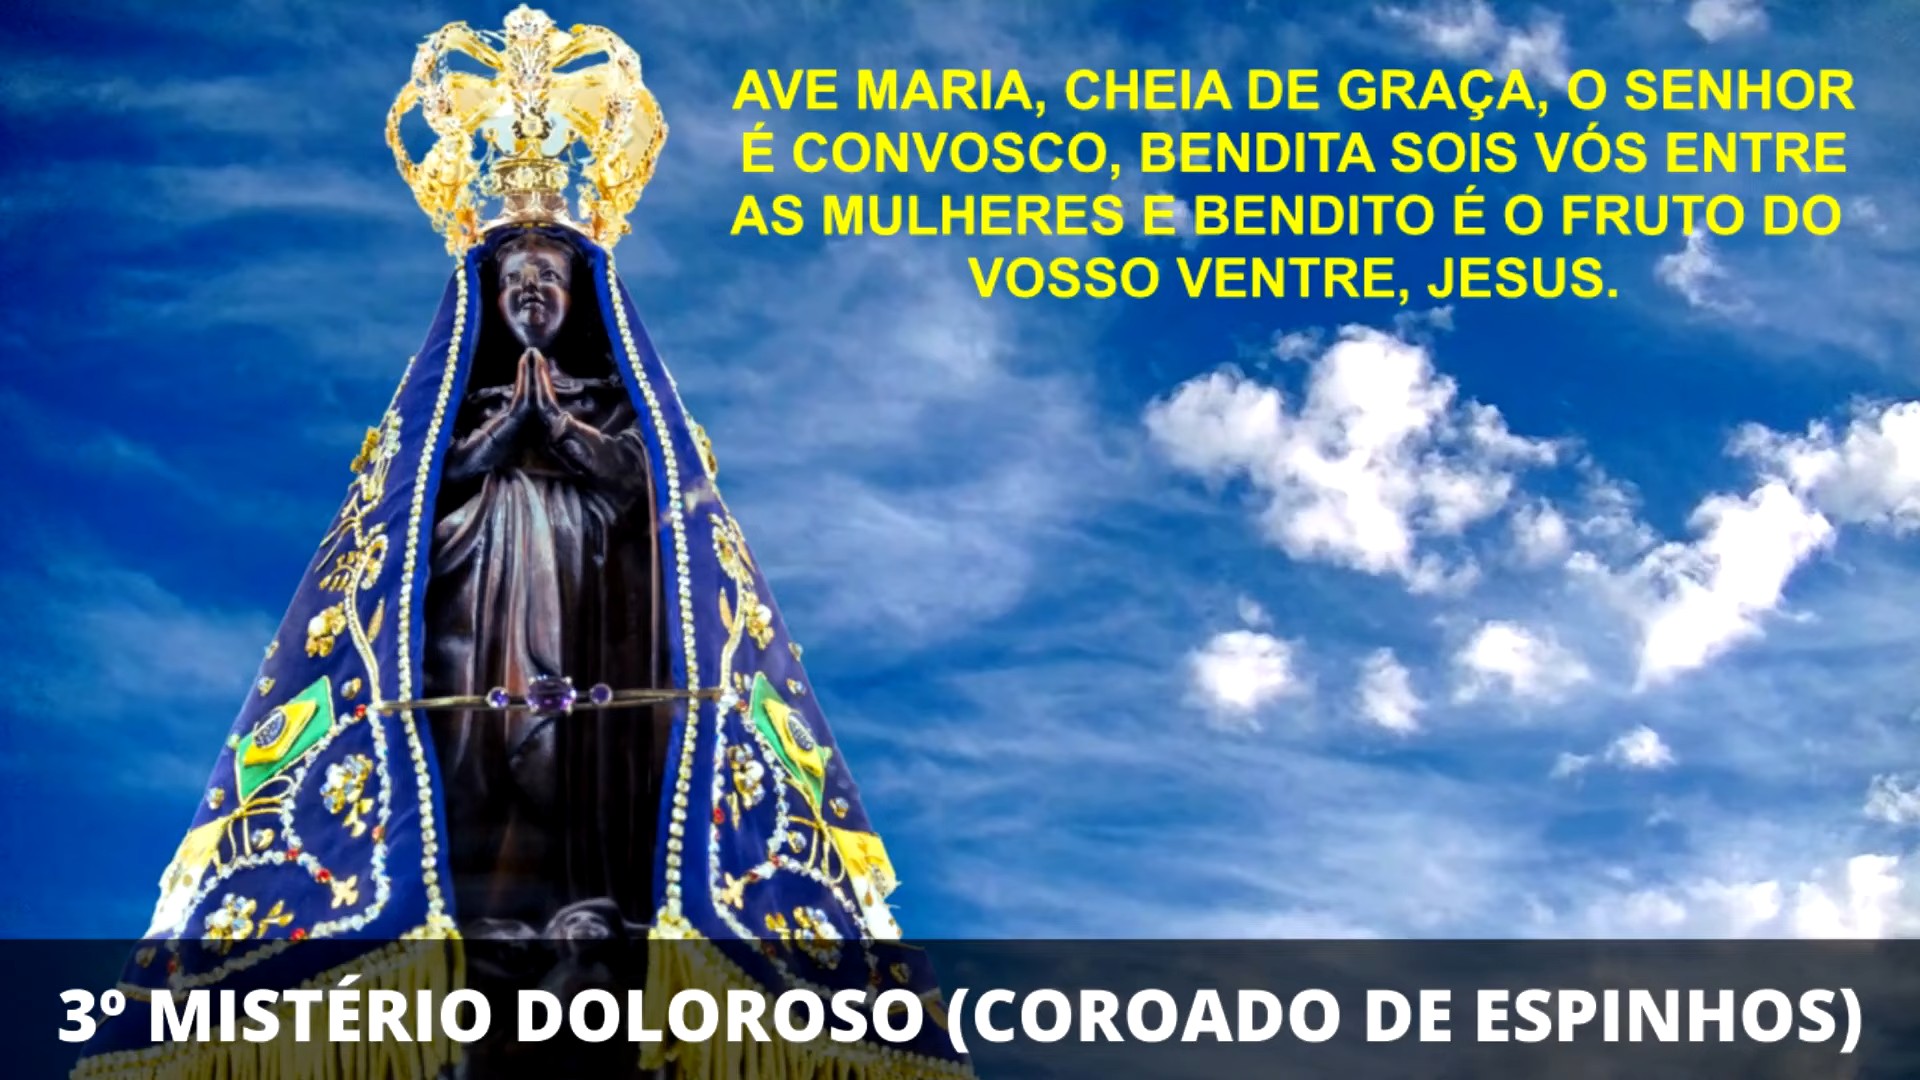 AVE MARIA, CHEIA DE GRAÇA, O SENHOR
É CONVOSCO, BENDITA SOIS VÓS ENTRE
AS MULHERES E BENDITO É O FRUTO DO
VOSSO VENTRE, JESUS.
3º MISTÉRIO DOLOROSO (COROADO DE ESPINHOS)